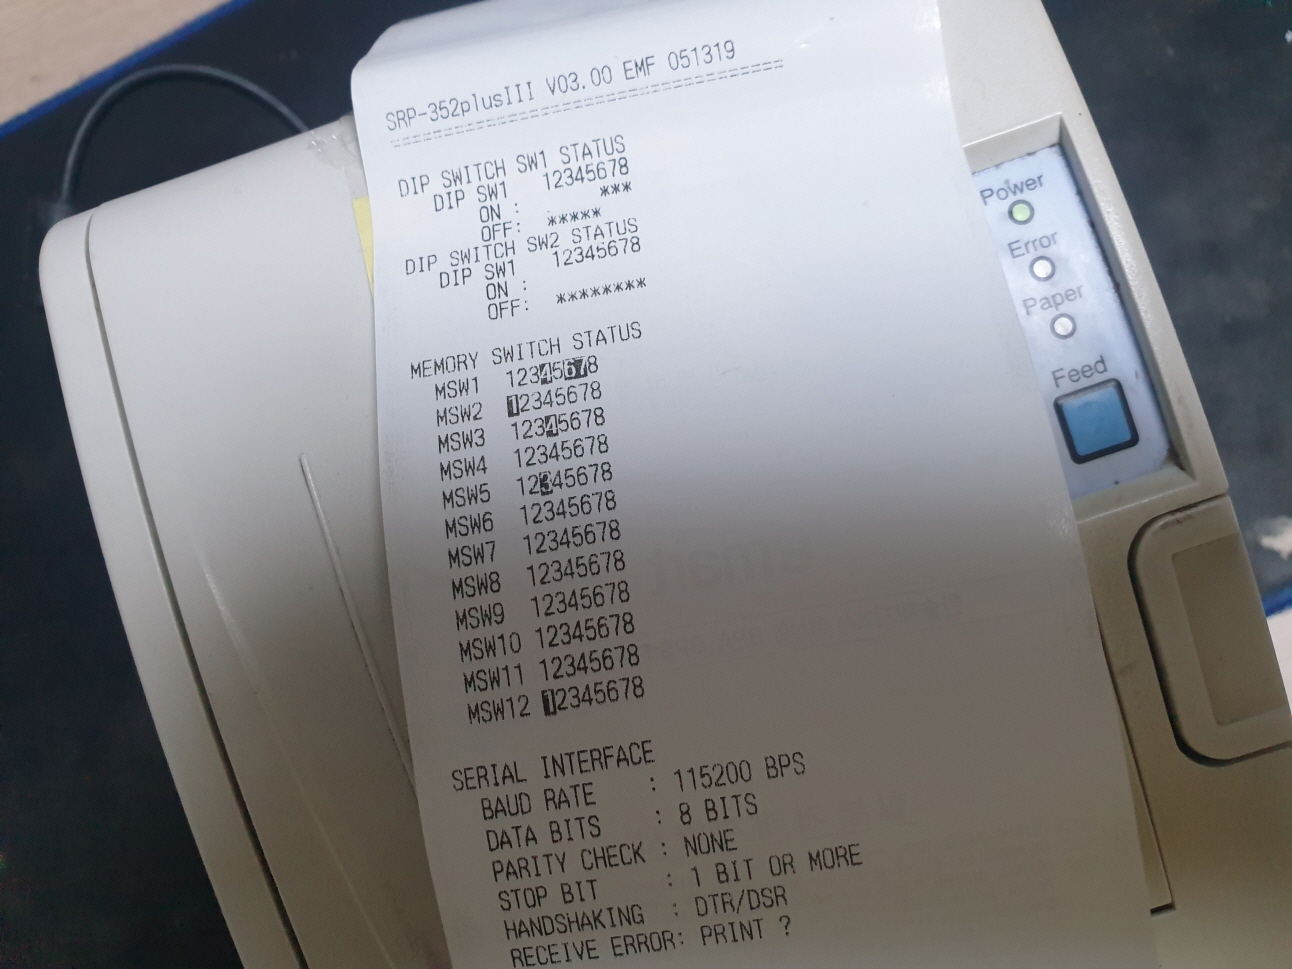 SRP-352plusIII V03.00 EMF 051319
========================================
DIP SWITCH SW1 STATUS
DIP SW1 12345678
ON : ***
OFF: *****
DIP SWITCH SW2 STATUS
DIP SW1 12345678
ON :
OFF: ********
MEMORY SWITCH STATUS
MSW1 12345678
MSW2 12345678
MSW3 12345678
MSW4 12345678
MSW5 12345678
MSW6 12345678
MSW7 12345678
MSW8 12345678
MSW9 12345678
MSW10 12345678
MSW11 12345678
MSW12 12345678
SERIAL INTERFACE
BAUD RATE : 115200 BPS
DATA BITS : 8 BITS
PARITY CHECK : NONE
STOP BIT : 1 BIT OR MORE
HANDSHAKING : DTR/DSR
RECEIVE ERROR: PRINT ?
Power
Error
Paper
Feed